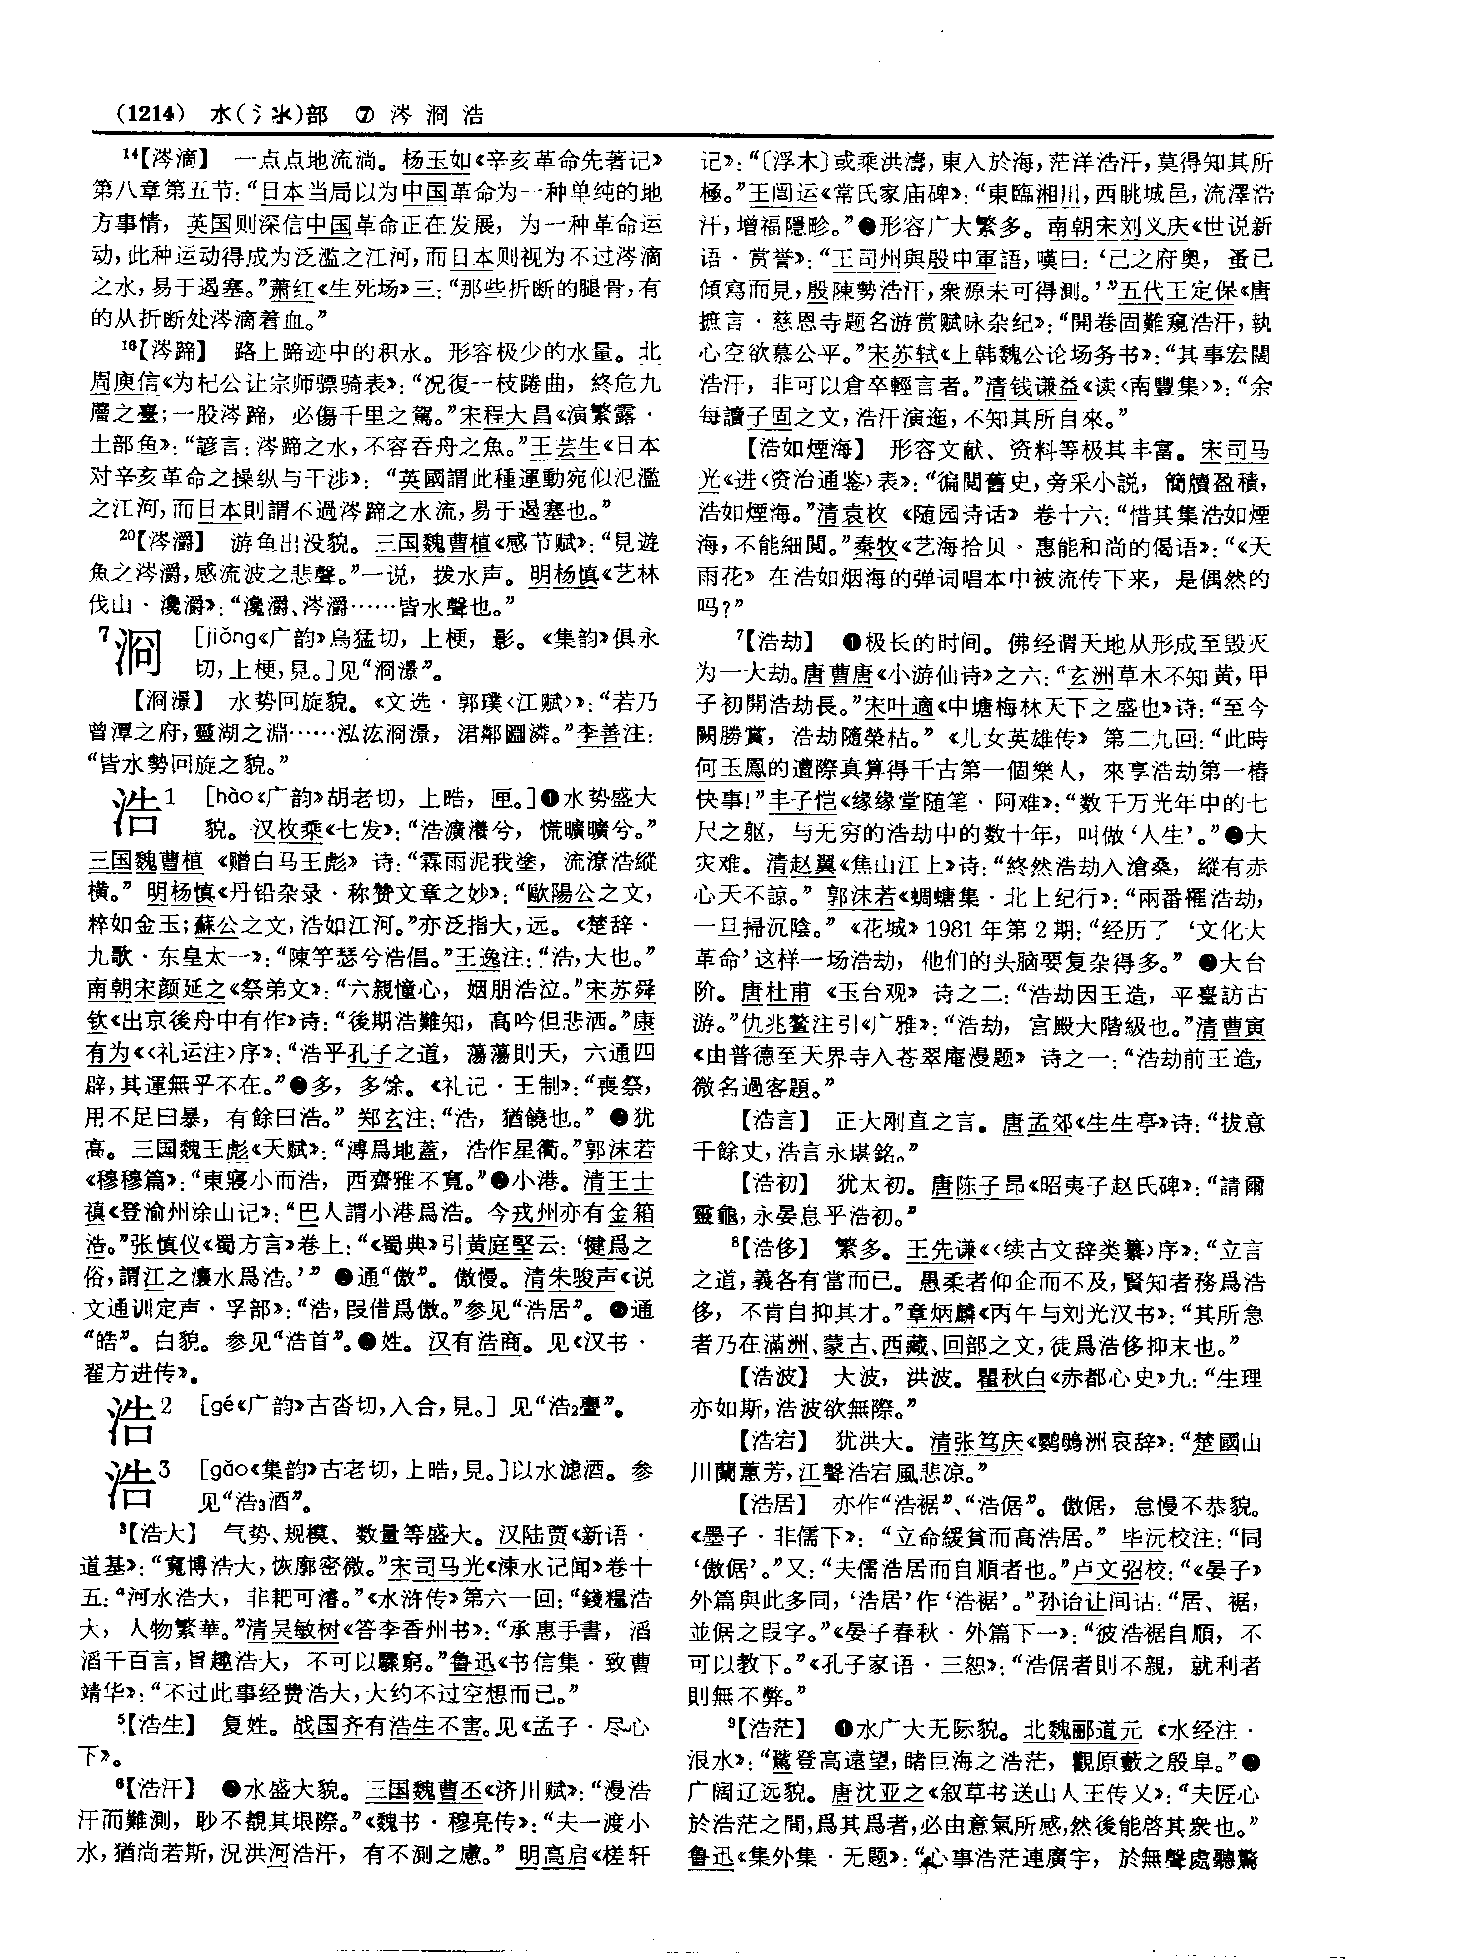 (1214) 水(氵氺)部 ⑦ 涔泂浩
14【涔滴】 一点点地流淌。杨玉如《辛亥革命先著记》
第八章第五节:“日本当局以为中国革命为一种单纯的地
方事情,英国则深信中国革命正在发展,为一种革命运
动,此种运动得成为泛滥之江河,而日本则视为不过涔滴
之水,易于遏塞。”萧红《生死场》三:“那些折断的腿骨,有
的从折断处涔滴着血。”
16【涔蹄】 路上蹄迹中的积水。形容极少的水量。北
周庾信《为杞公让宗师骠骑表》:“况復一枝踡曲,終危九
層之臺;一股涔蹄,必傷千里之駕。”宋程大昌《演繁露·
土部鱼》:“諺言:涔蹄之水,不容吞舟之魚。”王芸生《日本
对辛亥革命之操纵与干涉》:“英國謂此種運動宛似氾濫
之江河,而日本則謂不過涔蹄之水流,易于遏塞也。”
20【涔灂】 游鱼出没貌。三国魏曹植《感节赋》:“見遊
魚之涔灂,感流波之悲聲。”一说,拨水声。明杨慎《艺林
伐山·瀺灂》:“瀺灂、涔灂……皆水聲也。”
7浻 [jiǒng《广韵》烏猛切,上梗,影。《集韵》俱永
切,上梗,見。]见“浻澋”。
【浻澋】 水势回旋貌。《文选·郭璞〈江赋〉》:“若乃
曾潭之府,靈湖之淵……泓汯浻澋,涒鄰圌潾。”李善注:
“皆水勢回旋之貌。”
浩1 [hào《广韵》胡老切,上晧,匣。]❶水势盛大
貌。汉枚乘《七发》:“浩瀇瀁兮,慌曠曠兮。”
三国魏曹植《赠白马王彪》诗:“霖雨泥我塗,流潦浩縱
横。”明杨慎《丹铅杂录·称赞文章之妙》:“歐陽公之文,
粹如金玉;蘇公之文,浩如江河。”亦泛指大,远。《楚辞·
九歌·东皇太一》:“陳竽瑟兮浩倡。”王逸注:“浩,大也。”
南朝宋颜延之《祭弟文》:“六親憧心,姻朋浩泣。”宋苏舜
钦《出京後舟中有作》诗:“後期浩難知,高吟但悲洒。”康
有为《〈礼运注〉序》:“浩乎孔子之道,蕩蕩則天,六通四
辟,其運無乎不在。”❷多,多馀。《礼记·王制》:“喪祭,
用不足曰暴,有餘曰浩。”郑玄注:“浩,猶饒也。”❸犹
高。三国魏王彪《天赋》:“溥爲地蓋,浩作星衢。”郭沫若
《穆穆篇》:“東寢小而浩,西齋雅不寬。”❹小港。清王士
禛《登渝州涂山记》:“巴人謂小港爲浩。今戎州亦有金箱
浩。”张慎仪《蜀方言》卷上:“《蜀典》引黄庭堅云:‘犍爲之
俗,謂江之瀼水爲浩。’”❺通“傲”。傲慢。清朱骏声《说
文通训定声·孚部》:“浩,叚借爲傲。”参见“浩居”。❻通
“皓”。白貌。参见“浩首”。❼姓。汉有浩商。见《汉书·
翟方进传》。
浩2 [gé《广韵》古沓切,入合,見。]见“浩2亹”。
浩3 [gǎo《集韵》古老切,上晧,見。]以水滤酒。参
见“浩3酒”。
3【浩大】 气势、规模、数量等盛大。汉陆贾《新语·
道基》:“寬博浩大,恢廓密微。”宋司马光《涑水记闻》卷十
五:“河水浩大,非耙可濬。”《水浒传》第六一回:“錢糧浩
大,人物繁華。”清吴敏树《答李香州书》:“承惠手書,滔
滔千百言,旨趣浩大,不可以驟窮。”鲁迅《书信集·致曹
靖华》:“不过此事经费浩大,大约不过空想而已。”
5【浩生】 复姓。战国齐有浩生不害。见《孟子·尽心
下》。
6【浩汗】 ❶水盛大貌。三国魏曹丕《济川赋》:“漫浩
汗而難測,眇不覩其垠際。”《魏书·穆亮传》:“夫一渡小
水,猶尚若斯,況洪河浩汗,有不測之慮。”明高启《槎轩
记》:“〔浮木〕或乘洪濤,東入於海,茫洋浩汗,莫得知其所
極。”王闿运《常氏家庙碑》:“東臨湘川,西眺城邑,流澤浩
汗,增福隱畛。”❷形容广大繁多。南朝宋刘义庆《世说新
语·赏誉》:“王司州與殷中軍語,嘆曰:‘己之府奥,蚤已
傾寫而見,殷陳勢浩汗,衆源未可得測。’”五代王定保《唐
摭言·慈恩寺题名游赏赋咏杂纪》:“開卷固難窺浩汗,執
心空欲慕公平。”宋苏轼《上韩魏公论场务书》:“其事宏闊
浩汗,非可以倉卒輕言者。”清钱谦益《读〈南豐集〉》:“余
每讀子固之文,浩汗演迤,不知其所自來。”
【浩如煙海】 形容文献、资料等极其丰富。宋司马
光《进〈资治通鉴〉表》:“徧閲舊史,旁采小説,簡牘盈積,
浩如煙海。”清袁枚《随园诗话》卷十六:“惜其集浩如煙
海,不能細閲。”秦牧《艺海拾贝·惠能和尚的偈语》:“《天
雨花》在浩如烟海的弹词唱本中被流传下来,是偶然的
吗?”
7【浩劫】 ❶极长的时间。佛经谓天地从形成至毁灭
为一大劫。唐曹唐《小游仙诗》之六:“玄洲草木不知黄,甲
子初開浩劫長。”宋叶適《中塘梅林天下之盛也》诗:“至今
闕勝賞,浩劫隨榮枯。”《儿女英雄传》第二九回:“此時
何玉鳳的遭際真算得千古第一個樂人,來享浩劫第一樁
快事!”丰子恺《缘缘堂随笔·阿难》:“数千万光年中的七
尺之躯,与无穷的浩劫中的数十年,叫做‘人生’。”❷大
灾难。清赵翼《焦山江上》诗:“終然浩劫入滄桑,縱有赤
心天不諒。”郭沫若《蜩螗集·北上纪行》:“兩番罹浩劫,
一旦掃沉陰。”《花城》1981年第2期:“经历了‘文化大
革命’这样一场浩劫,他们的头脑要复杂得多。”❸大台
阶。唐杜甫《玉台观》诗之二:“浩劫因王造,平臺訪古
游。”仇兆鳌注引《广雅》:“浩劫,宫殿大階級也。”清曹寅
《由普德至天界寺入苍翠庵漫题》诗之一:“浩劫前王造,
微名過客題。”
【浩言】 正大刚直之言。唐孟郊《生生亭》诗:“拔意
千餘丈,浩言永堪銘。”
【浩初】 犹太初。唐陈子昂《昭夷子赵氏碑》:“請爾
靈龜,永晏息乎浩初。”
8【浩侈】 繁多。王先谦《〈续古文辞类纂〉序》:“立言
之道,義各有當而已。愚柔者仰企而不及,賢知者務爲浩
侈,不肯自抑其才。”章炳麟《丙午与刘光汉书》:“其所急
者乃在滿洲、蒙古、西藏、回部之文,徒爲浩侈抑末也。”
【浩波】 大波,洪波。瞿秋白《赤都心史》九:“生理
亦如斯,浩波欲無際。”
【浩宕】 犹洪大。清张笃庆《鹦鴞洲哀辞》:“楚國山
川蘭蕙芳,江聲浩宕風悲凉。”
【浩居】 亦作“浩裾”、“浩倨”。傲倨,怠慢不恭貌。
《墨子·非儒下》:“立命緩貧而高浩居。”毕沅校注:“同
‘傲倨’。”又:“夫儒浩居而自順者也。”卢文弨校:“《晏子》
外篇與此多同,‘浩居’作‘浩裾’。”孙诒让间诂:“居、裾,
並倨之叚字。”《晏子春秋·外篇下一》:“彼浩裾自順,不
可以教下。”《孔子家语·三恕》:“浩倨者則不親,就利者
則無不弊。”
9【浩茫】 ❶水广大无际貌。北魏郦道元《水经注·
浪水》:“騭登高遠望,睹巨海之浩茫,觀原藪之殷阜。”❷
广阔辽远貌。唐沈亚之《叙草书送山人王传乂》:“夫匠心
於浩茫之間,爲其爲者,必由意氣所感,然後能啓其衆也。”
鲁迅《集外集·无题》:“心事浩茫連廣宇,於無聲處聽驚